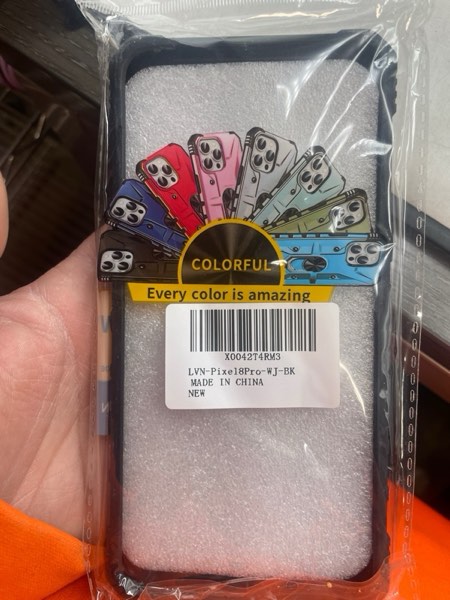 COLORFUL
Every color is amazing
X0042T4RM3
LVN-Pixel8Pro-WJ-BK
MADE IN CHINA
NEW